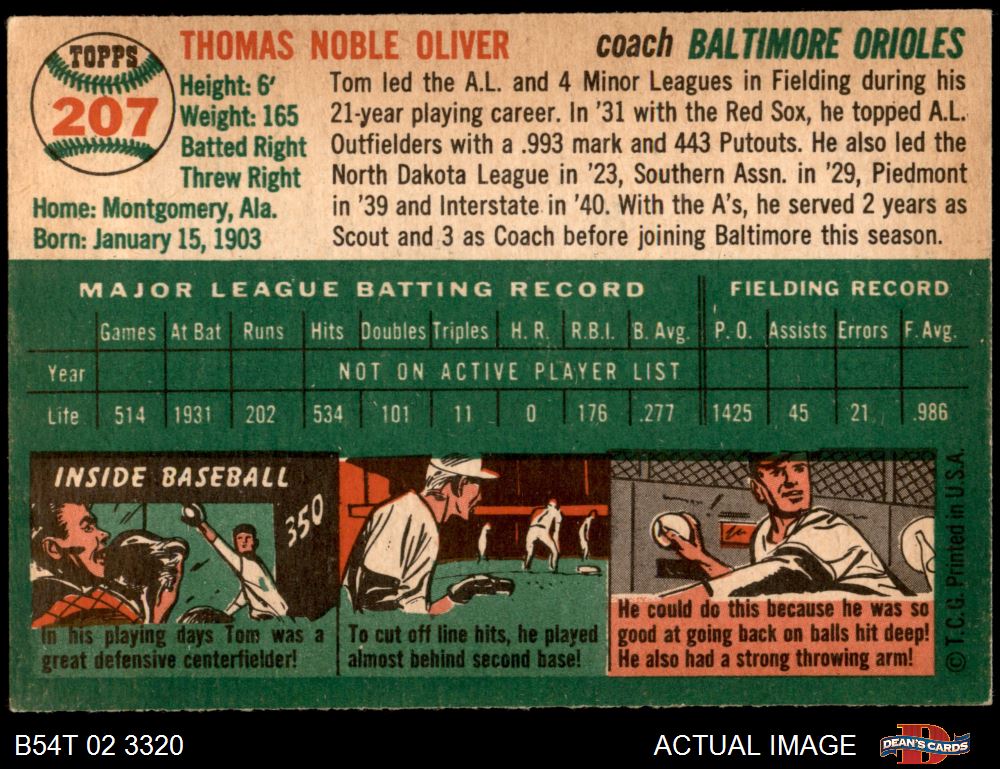 TOPPS
207
THOMAS NOBLE OLIVER
coach BALTIMORE ORIOLES
Height: 6'
Weight: 165
Batted Right
Threw Right
Home: Montgomery, Ala.
Born: January 15, 1903
Tom led the A.L. and 4 Minor Leagues in Fielding during his
21-year playing career. In '31 with the Red Sox, he topped A.L.
Outfielders with a .993 mark and 443 Putouts. He also led the
North Dakota League in '23, Southern Assn. in '29, Piedmont
in '39 and Interstate in '40. With the A's, he served 2 years as
Scout and 3 as Coach before joining Baltimore this season.
MAJOR LEAGUE BATTING RECORD FIELDING RECORD
Games At Bat Runs Hits Doubles Triples H. R. R.B.I. B. Avg. P. O. Assists Errors F. Avg.
Year NOT ON ACTIVE PLAYER LIST
Life 514 1931 202 534 101 11 0 176 .277 1425 45 21 .986
INSIDE BASEBALL
350
In his playing days Tom was a
great defensive centerfielder!
To cut off line hits, he played
almost behind second base!
He could do this because he was so
good at going back on balls hit deep!
He also had a strong throwing arm!
© T.C.G. Printed in U.S.A.
B54T 02 3320
ACTUAL IMAGE
DEAN'S CARDS